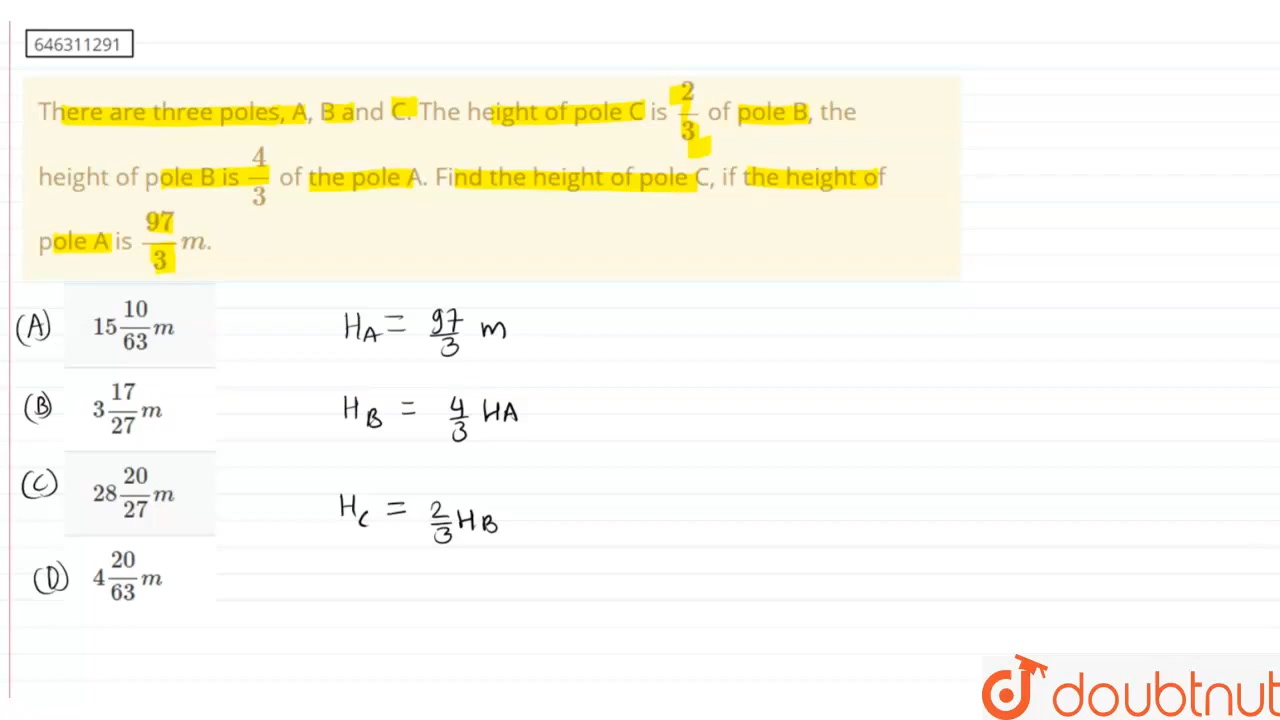 646311291
There are three poles, A, B and C. The height of pole C is 2/3 of pole B, the
height of pole B is 4/3 of the pole A. Find the height of pole C, if the height of
pole A is 97/3 m.
(A) 15 10/63 m
H_A = 97/3 m
(B) 3 17/27 m
H_B = 4/3 HA
(C) 28 20/27 m
H_C = 2/3 H_B
(D) 4 20/63 m
doubtnut